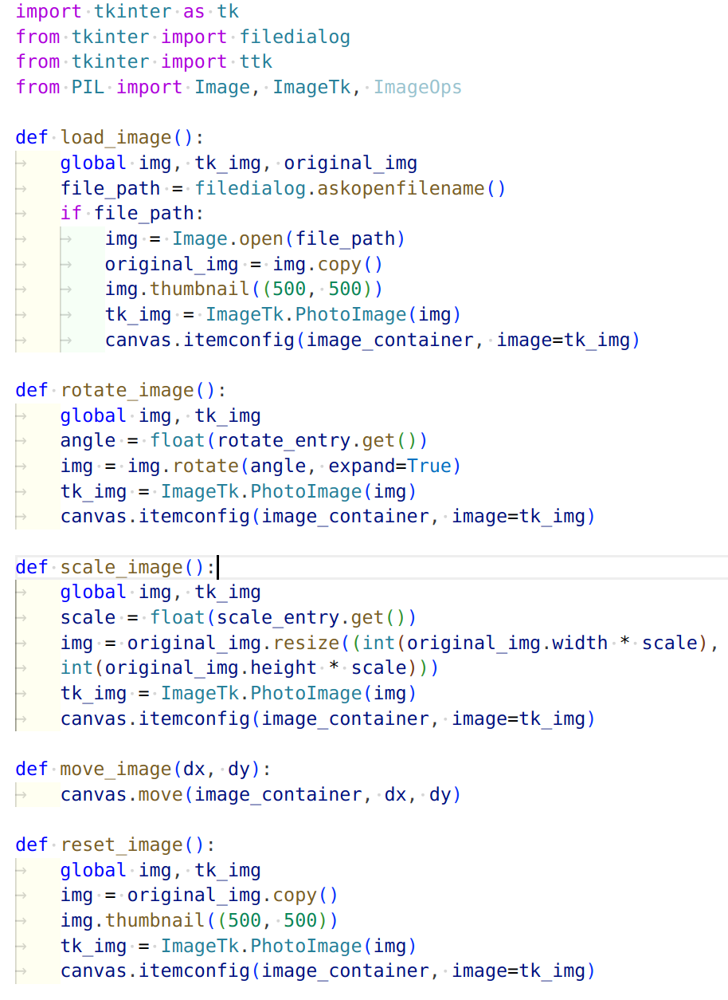 import tkinter as tk
from tkinter import filedialog
from tkinter import ttk
from PIL import Image, ImageTk, ImageOps

def load_image():
	global img, tk_img, original_img
	file_path = filedialog.askopenfilename()
	if file_path:
		img = Image.open(file_path)
		original_img = img.copy()
		img.thumbnail((500, 500))
		tk_img = ImageTk.PhotoImage(img)
		canvas.itemconfig(image_container, image=tk_img)

def rotate_image():
	global img, tk_img
	angle = float(rotate_entry.get())
	img = img.rotate(angle, expand=True)
	tk_img = ImageTk.PhotoImage(img)
	canvas.itemconfig(image_container, image=tk_img)

def scale_image():
	global img, tk_img
	scale = float(scale_entry.get())
	img = original_img.resize((int(original_img.width * scale),
	int(original_img.height * scale)))
	tk_img = ImageTk.PhotoImage(img)
	canvas.itemconfig(image_container, image=tk_img)

def move_image(dx, dy):
	canvas.move(image_container, dx, dy)

def reset_image():
	global img, tk_img
	img = original_img.copy()
	img.thumbnail((500, 500))
	tk_img = ImageTk.PhotoImage(img)
	canvas.itemconfig(image_container, image=tk_img)